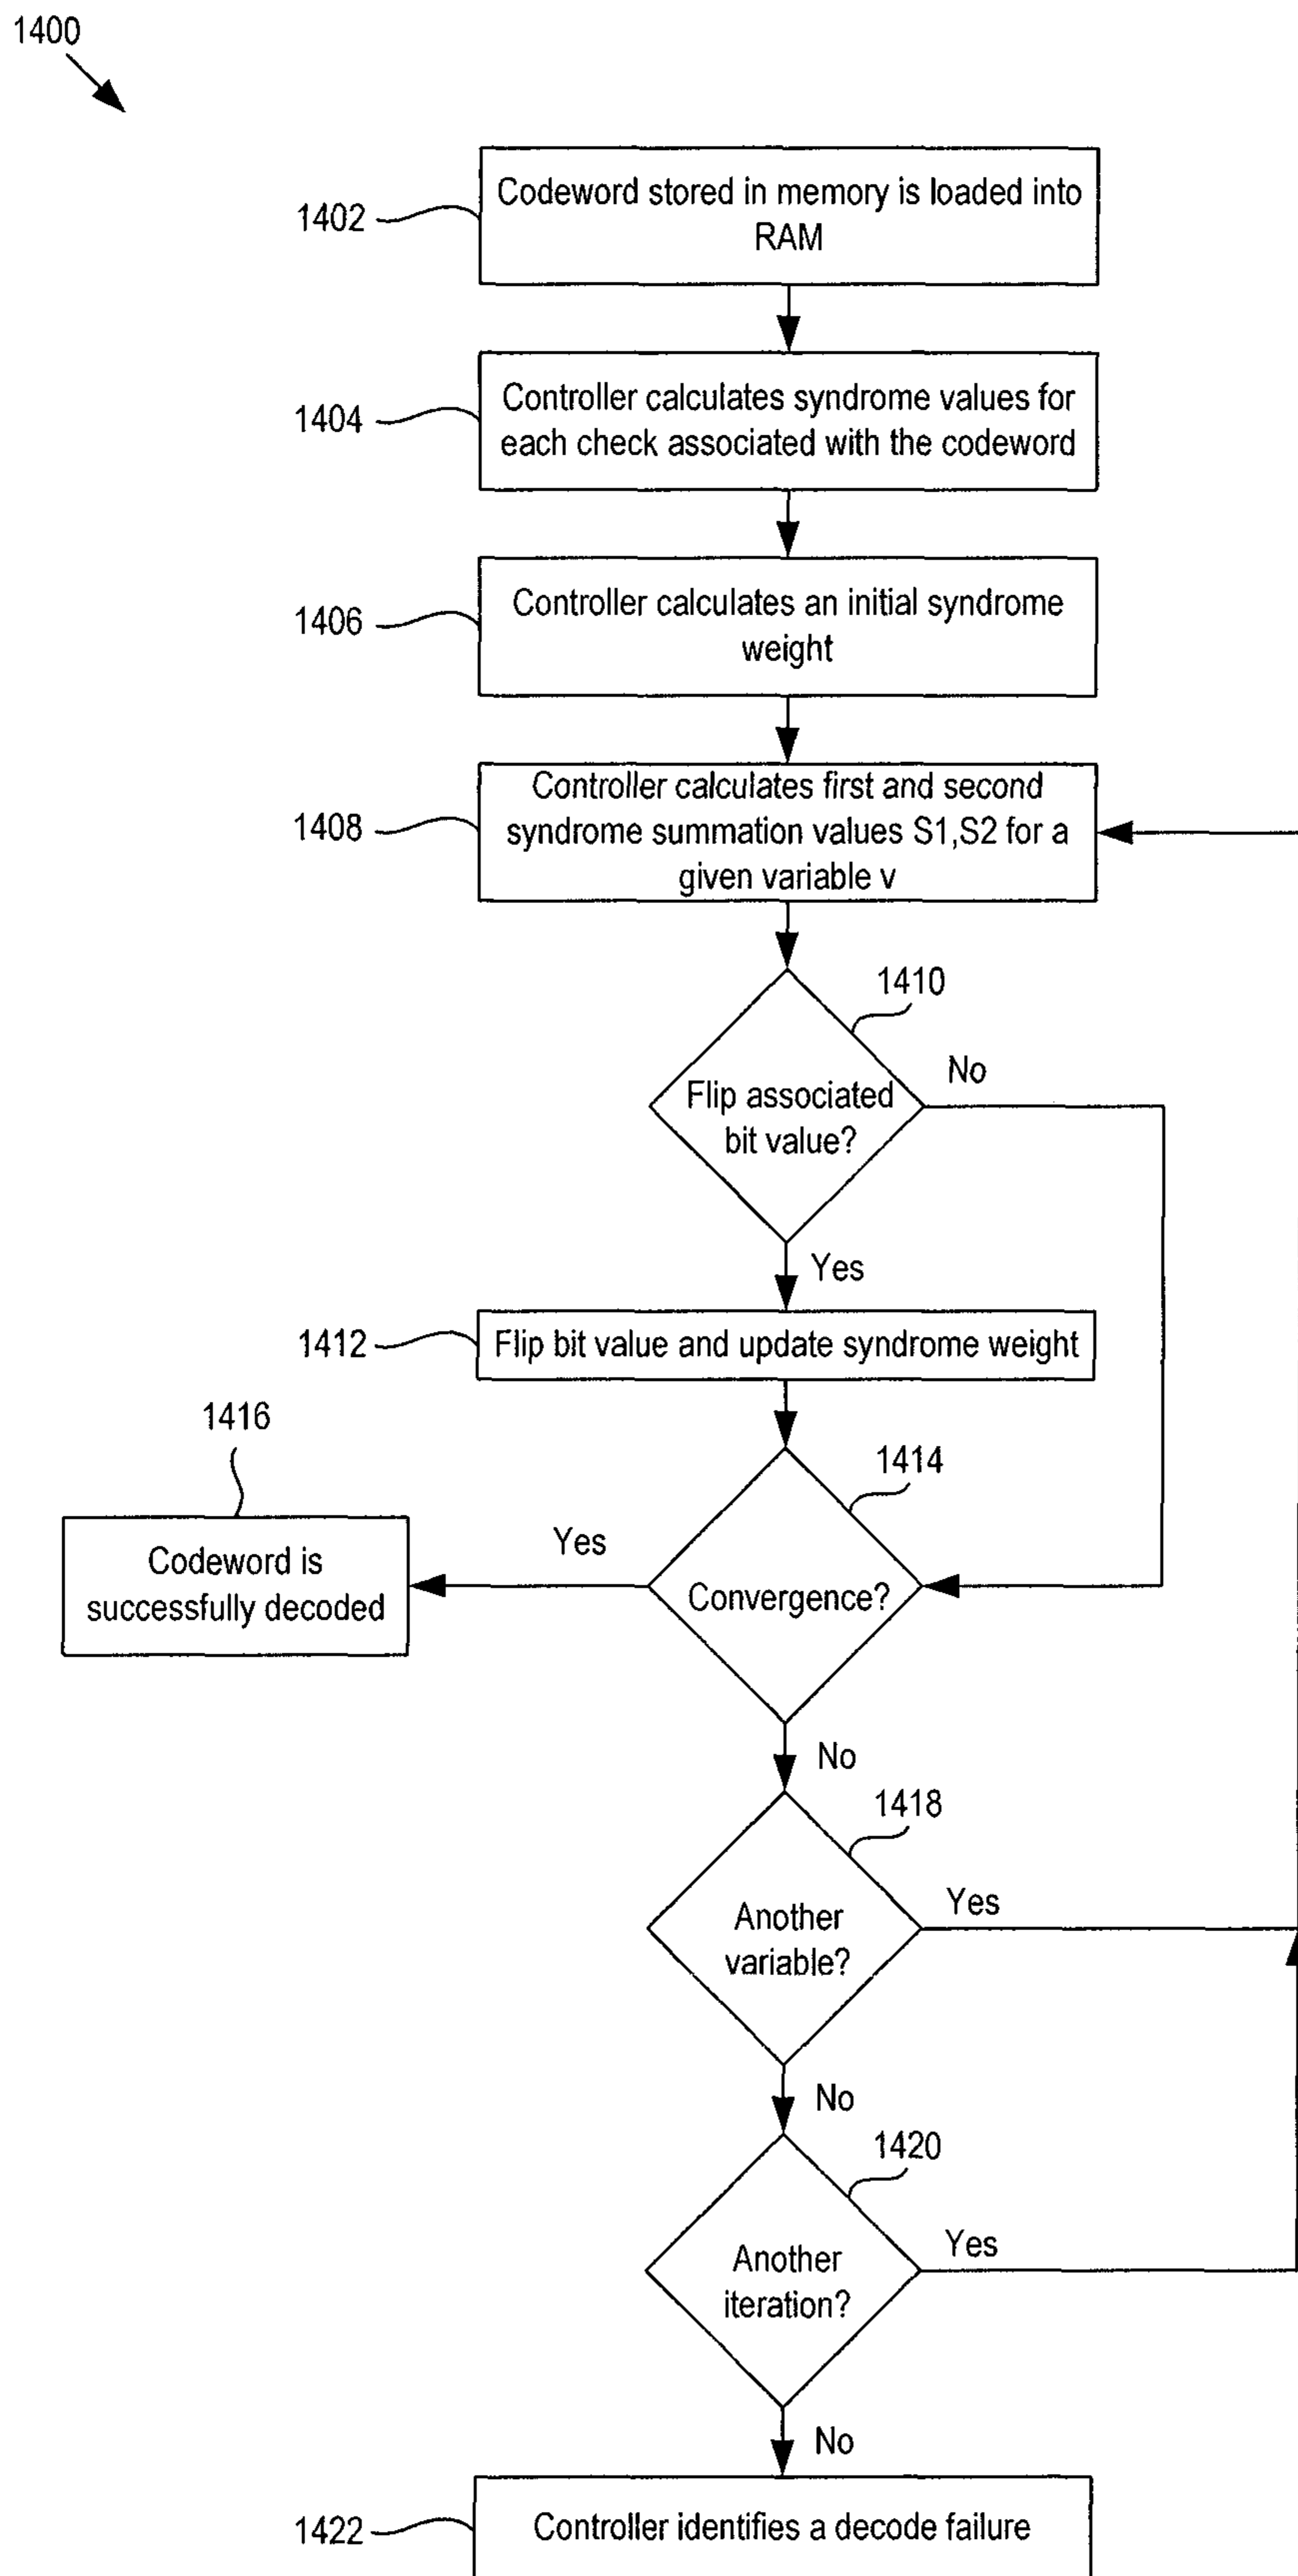 1400
1402
Codeword stored in memory is loaded into
RAM
1404
Controller calculates syndrome values for
each check associated with the codeword
1406
Controller calculates an initial syndrome
weight
1408
Controller calculates first and second
syndrome summation values S1,S2 for a
given variable v
1410
Flip associated
bit value?
No
Yes
1412
Flip bit value and update syndrome weight
1416
1414
Codeword is
successfully decoded
Yes
Convergence?
No
1418
Another
variable?
Yes
No
1420
Another
iteration?
Yes
No
1422
Controller identifies a decode failure